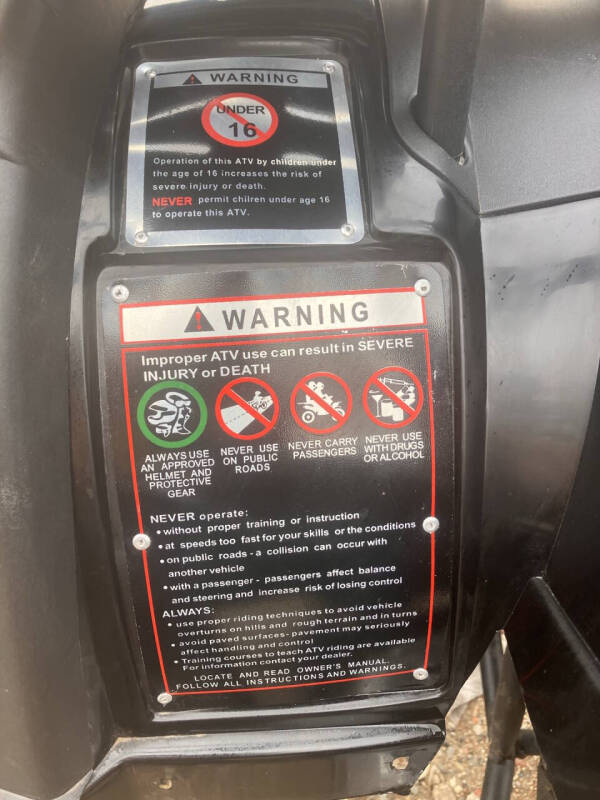 WARNING
UNDER
16
Operation of this ATV by children under
the age of 16 increases the risk of
severe injury or death.
NEVER permit chilren under age 16
to operate this ATV.
WARNING
Improper ATV use can result in SEVERE
INJURY or DEATH
ALWAYS USE
AN APPROVED
HELMET AND
PROTECTIVE
GEAR
NEVER USE
ON PUBLIC
ROADS
NEVER CARRY
PASSENGERS
NEVER USE
WITH DRUGS
OR ALCOHOL
NEVER operate:
• without proper training or instruction
• at speeds too fast for your skills or the conditions
• on public roads - a collision can occur with
another vehicle
• with a passenger - passengers affect balance
and steering and increase risk of losing control
ALWAYS:
• use proper riding techniques to avoid vehicle
overturns on hills and rough terrain and in turns
• avoid paved surfaces - pavement may seriously
affect handling and control
• Training courses to teach ATV riding are available
For information contact your dealer.
LOCATE AND READ OWNER'S MANUAL.
FOLLOW ALL INSTRUCTIONS AND WARNINGS.